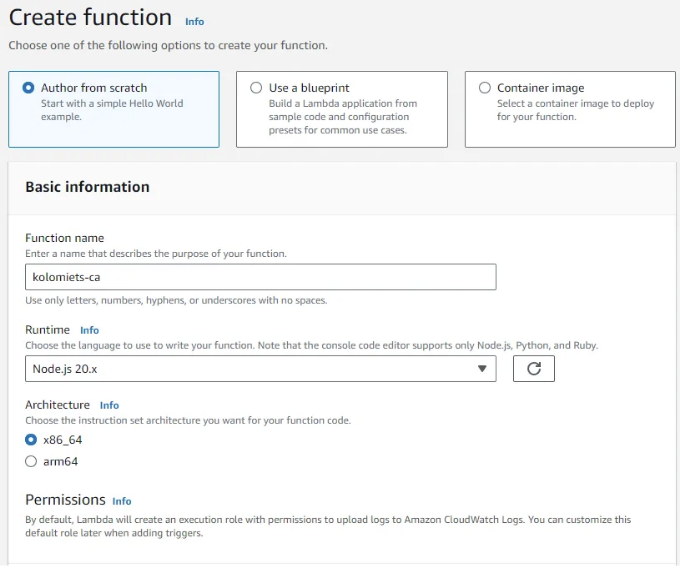 Create function Info
Choose one of the following options to create your function.
Author from scratch
Start with a simple Hello World
example.
Use a blueprint
Build a Lambda application from
sample code and configuration
presets for common use cases.
Container image
Select a container image to deploy
for your function.
Basic information
Function name
Enter a name that describes the purpose of your function.
kolomiets-ca
Use only letters, numbers, hyphens, or underscores with no spaces.
Runtime Info
Choose the language to use to write your function. Note that the console code editor supports only Node.js, Python, and Ruby.
Node.js 20.x
Architecture Info
Choose the instruction set architecture you want for your function code.
x86_64
arm64
Permissions Info
By default, Lambda will create an execution role with permissions to upload logs to Amazon CloudWatch Logs. You can customize this
default role later when adding triggers.